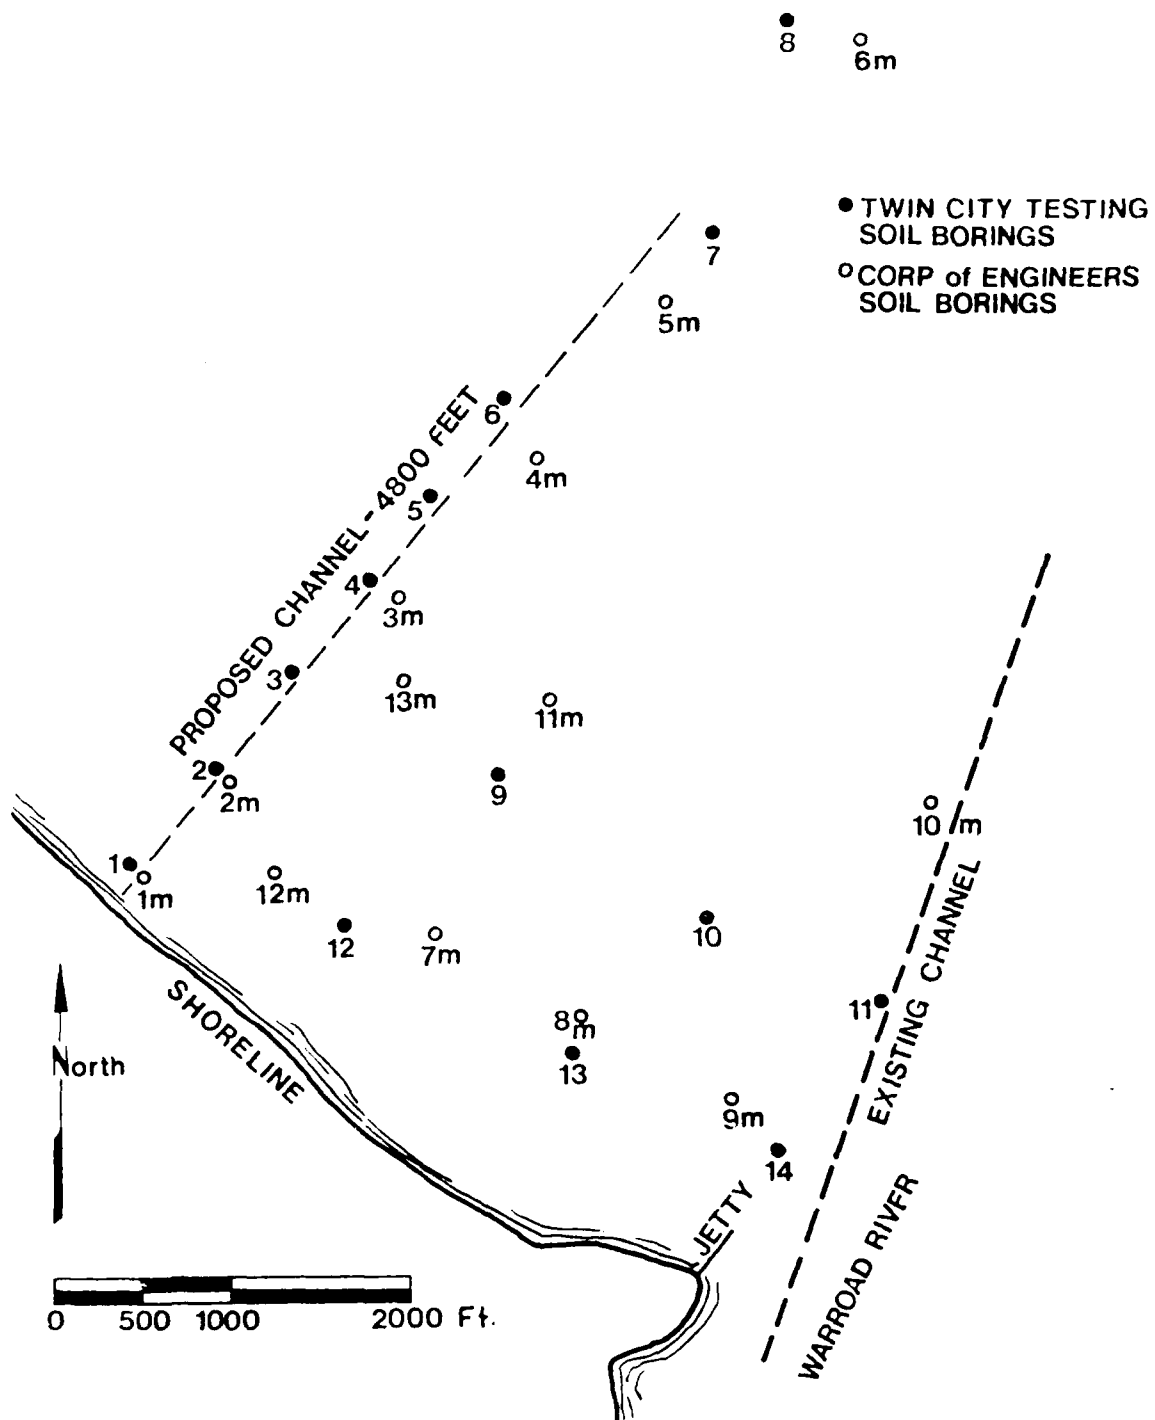 8
6m
TWIN CITY TESTING
SOIL BORINGS
7
CORP of ENGINEERS
SOIL BORINGS
5m
6
PROPOSED CHANNEL-4800 FEET
4m
5
4
3m
3
13m
11m
2
2m
9
10 m
1
1m
12m
12
7m
10
EXISTING CHANNEL
11
SHORELINE
8m
13
North
9m
14
JETTY
WARROAD RIVER
0 500 1000 2000 Ft.